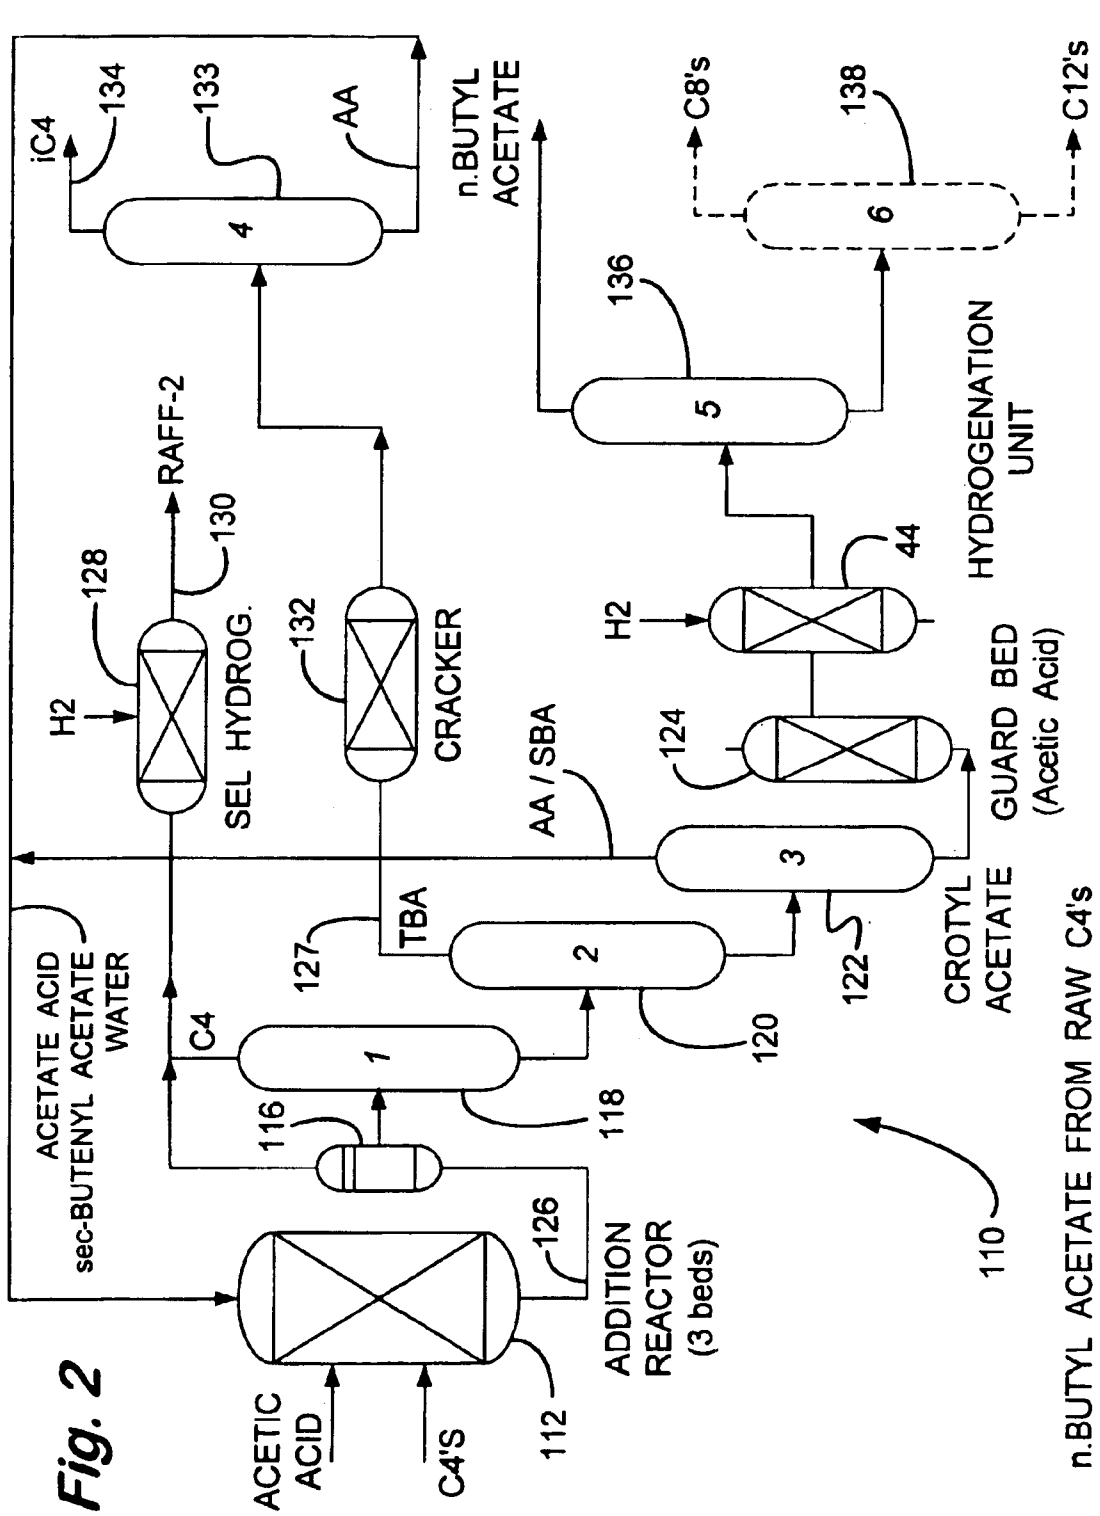 Fig. 2
ACETATE ACID
sec-BUTENYL ACETATE
WATER
H2
128
SEL HYDROG.
130
RAFF-2
iC4
134
133
AA
4
C4
116
1
118
127
TBA
132
CRACKER
ACETIC
ACID
C4'S
112
ADDITION
REACTOR
(3 beds)
126
2
120
AA / SBA
3
122
CROTYL
ACETATE
124
GUARD BED
(Acetic Acid)
H2
44
HYDROGENATION
UNIT
5
136
n.BUTYL
ACETATE
6
138
C8's
C12's
110
n.BUTYL ACETATE FROM RAW C4's